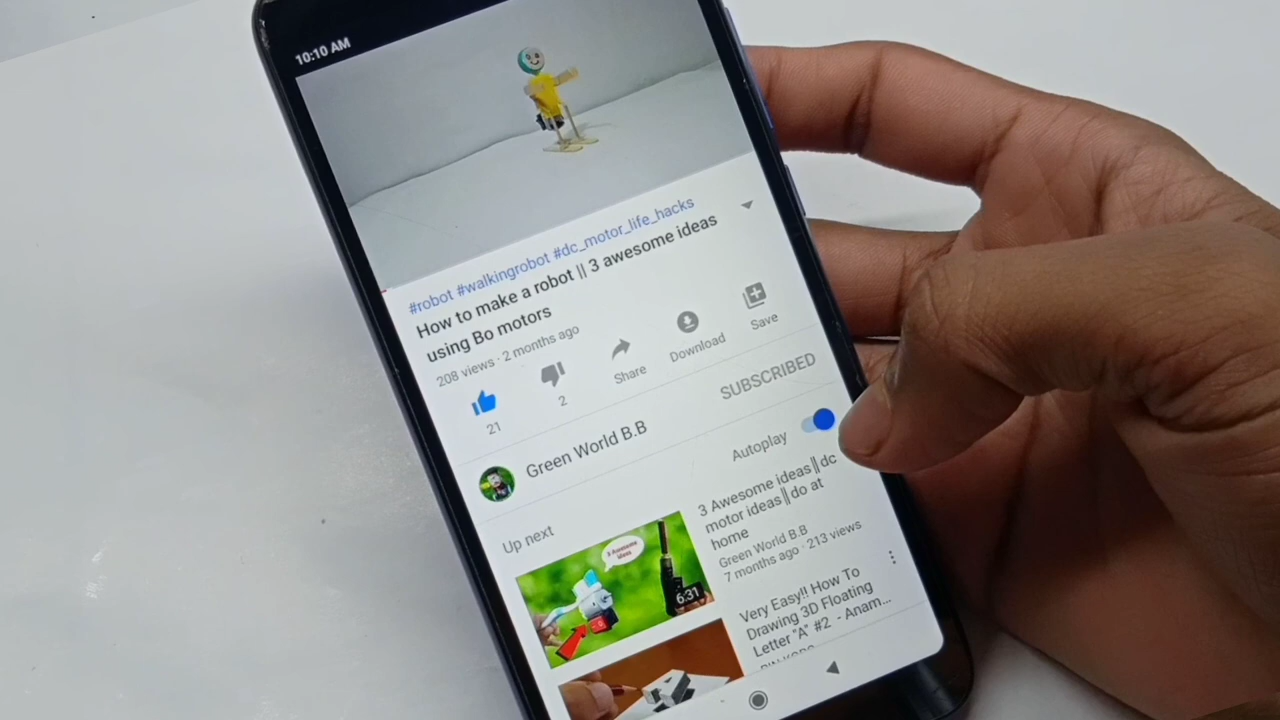 10:10 AM
#robot #walkingrobot #dc_motor_life_hacks
How to make a robot || 3 awesome ideas
using Bo motors
208 views · 2 months ago
21
2
Share
Download
Save
SUBSCRIBED
Green World B.B
Autoplay
Up next
3 Awesome ideas
6:31
3 Awesome ideas||dc
motor ideas||do at
home
Green World B.B
7 months ago · 213 views
Very Easy!! How To
Drawing 3D Floating
Letter "A" #2 - Anam...